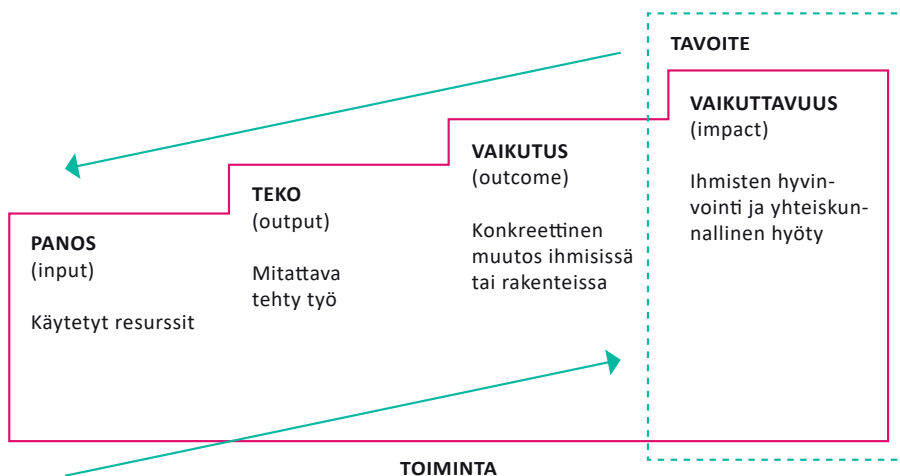 TAVOITE
VAIKUTTAVUUS
(impact)
Ihmisten hyvin-
vointi ja yhteiskun-
nallinen hyöty
VAIKUTUS
(outcome)
Konkreettinen
muutos ihmisissä
tai rakenteissa
TEKO
(output)
Mitattava
tehty työ
PANOS
(input)
Käytetyt resurssit
TOIMINTA